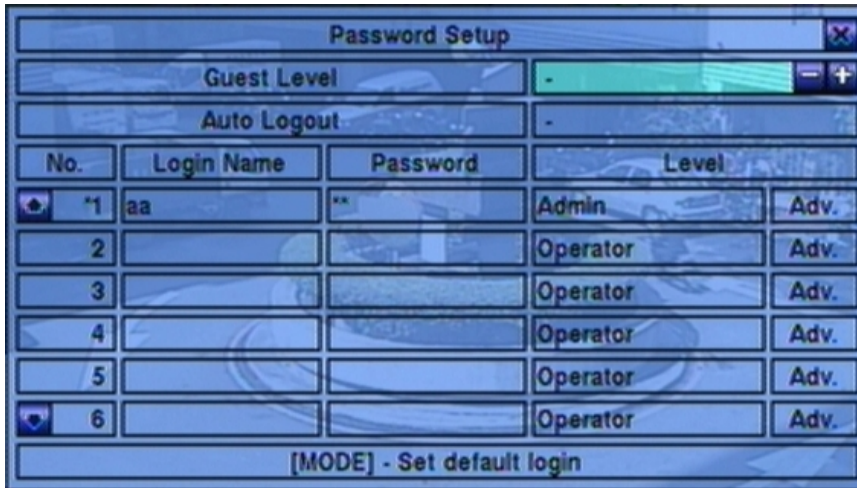 Password Setup
Guest Level -
Auto Logout -
No. Login Name Password Level
*1 aa ** Admin Adv.
2 Operator Adv.
3 Operator Adv.
4 Operator Adv.
5 Operator Adv.
6 Operator Adv.
[MODE] - Set default login